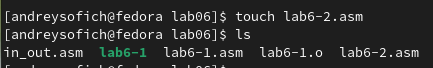 [andreysofich@fedora lab06]$ touch lab6-2.asm
[andreysofich@fedora lab06]$ ls
in_out.asm  lab6-1  lab6-1.asm  lab6-1.o  lab6-2.asm